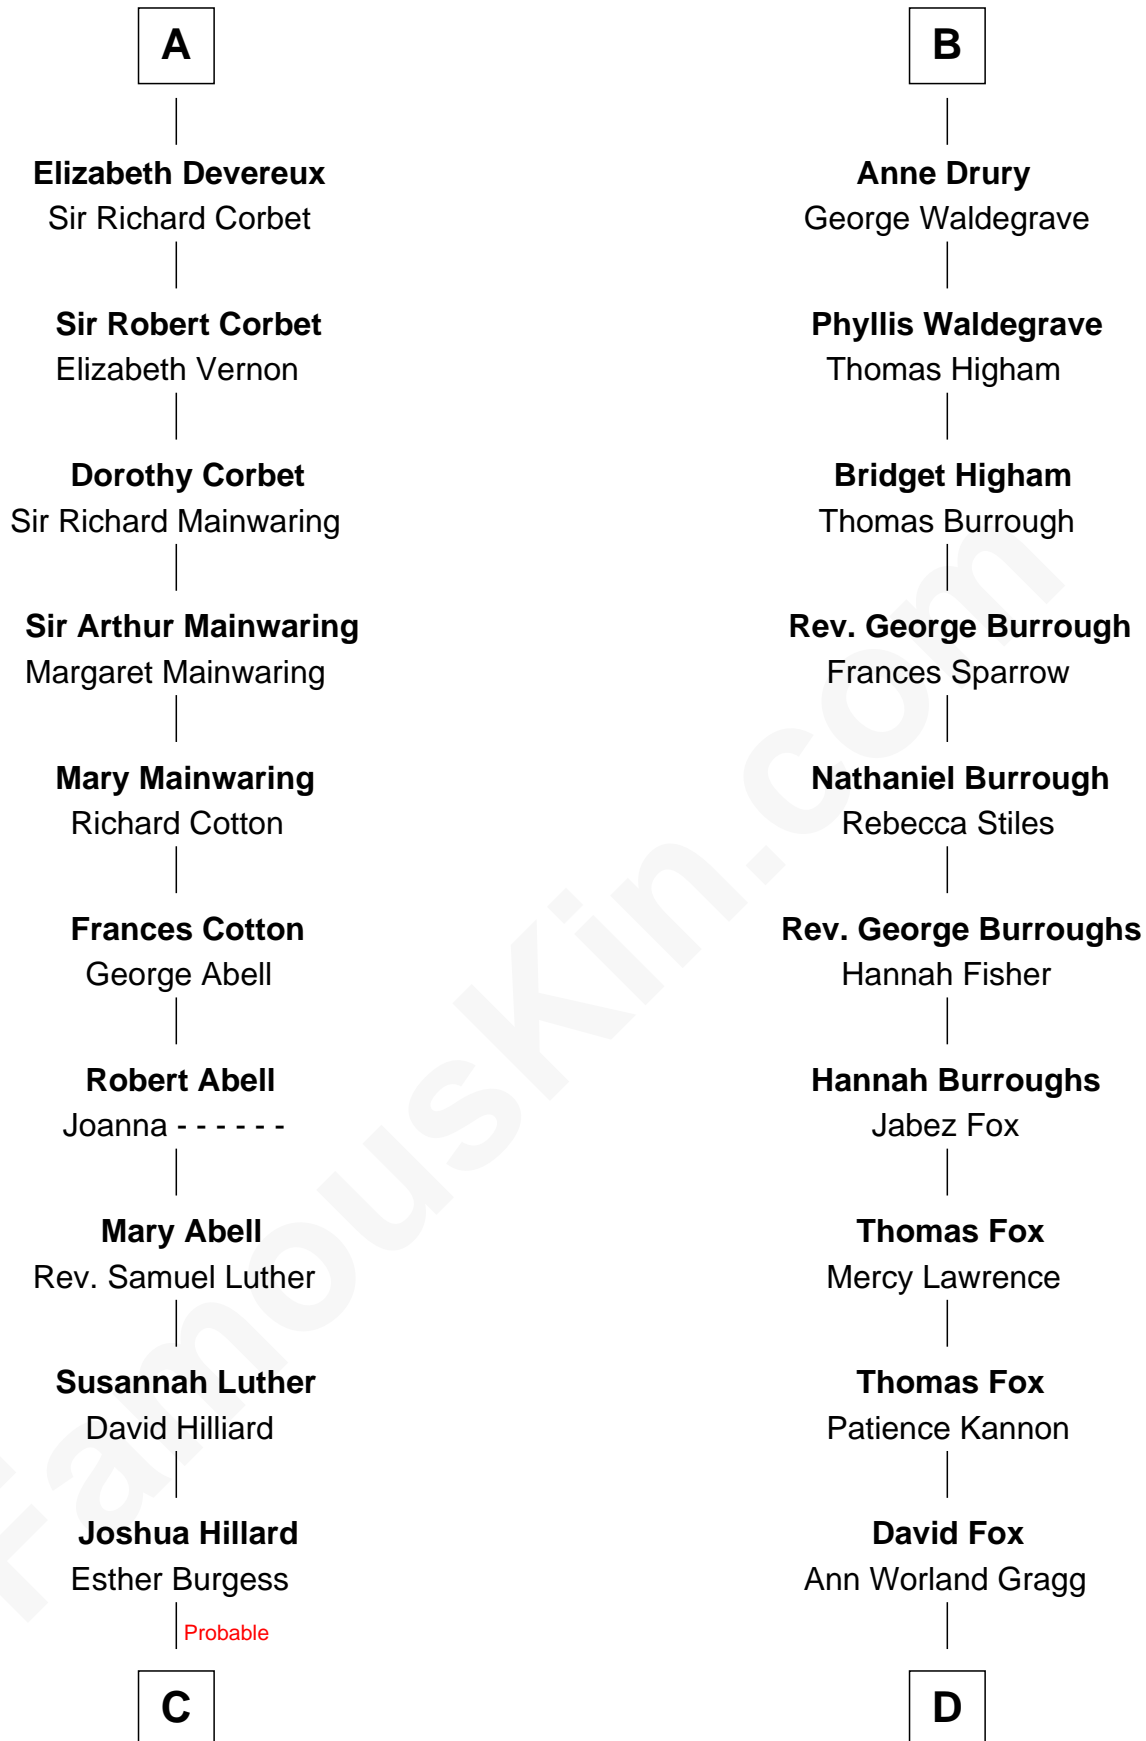 A
Elizabeth Devereux
Sir Richard Corbet
Sir Robert Corbet
Elizabeth Vernon
Dorothy Corbet
Sir Richard Mainwaring
Sir Arthur Mainwaring
Margaret Mainwaring
Mary Mainwaring
Richard Cotton
Frances Cotton
George Abell
Robert Abell
Joanna - - - - - -
Mary Abell
Rev. Samuel Luther
Susannah Luther
David Hilliard
Joshua Hillard
Esther Burgess
Probable
C
B
Anne Drury
George Waldegrave
Phyllis Waldegrave
Thomas Higham
Bridget Higham
Thomas Burrough
Rev. George Burrough
Frances Sparrow
Nathaniel Burrough
Rebecca Stiles
Rev. George Burroughs
Hannah Fisher
Hannah Burroughs
Jabez Fox
Thomas Fox
Mercy Lawrence
Thomas Fox
Patience Kannon
David Fox
Ann Worland Gragg
D
FamousKin.com